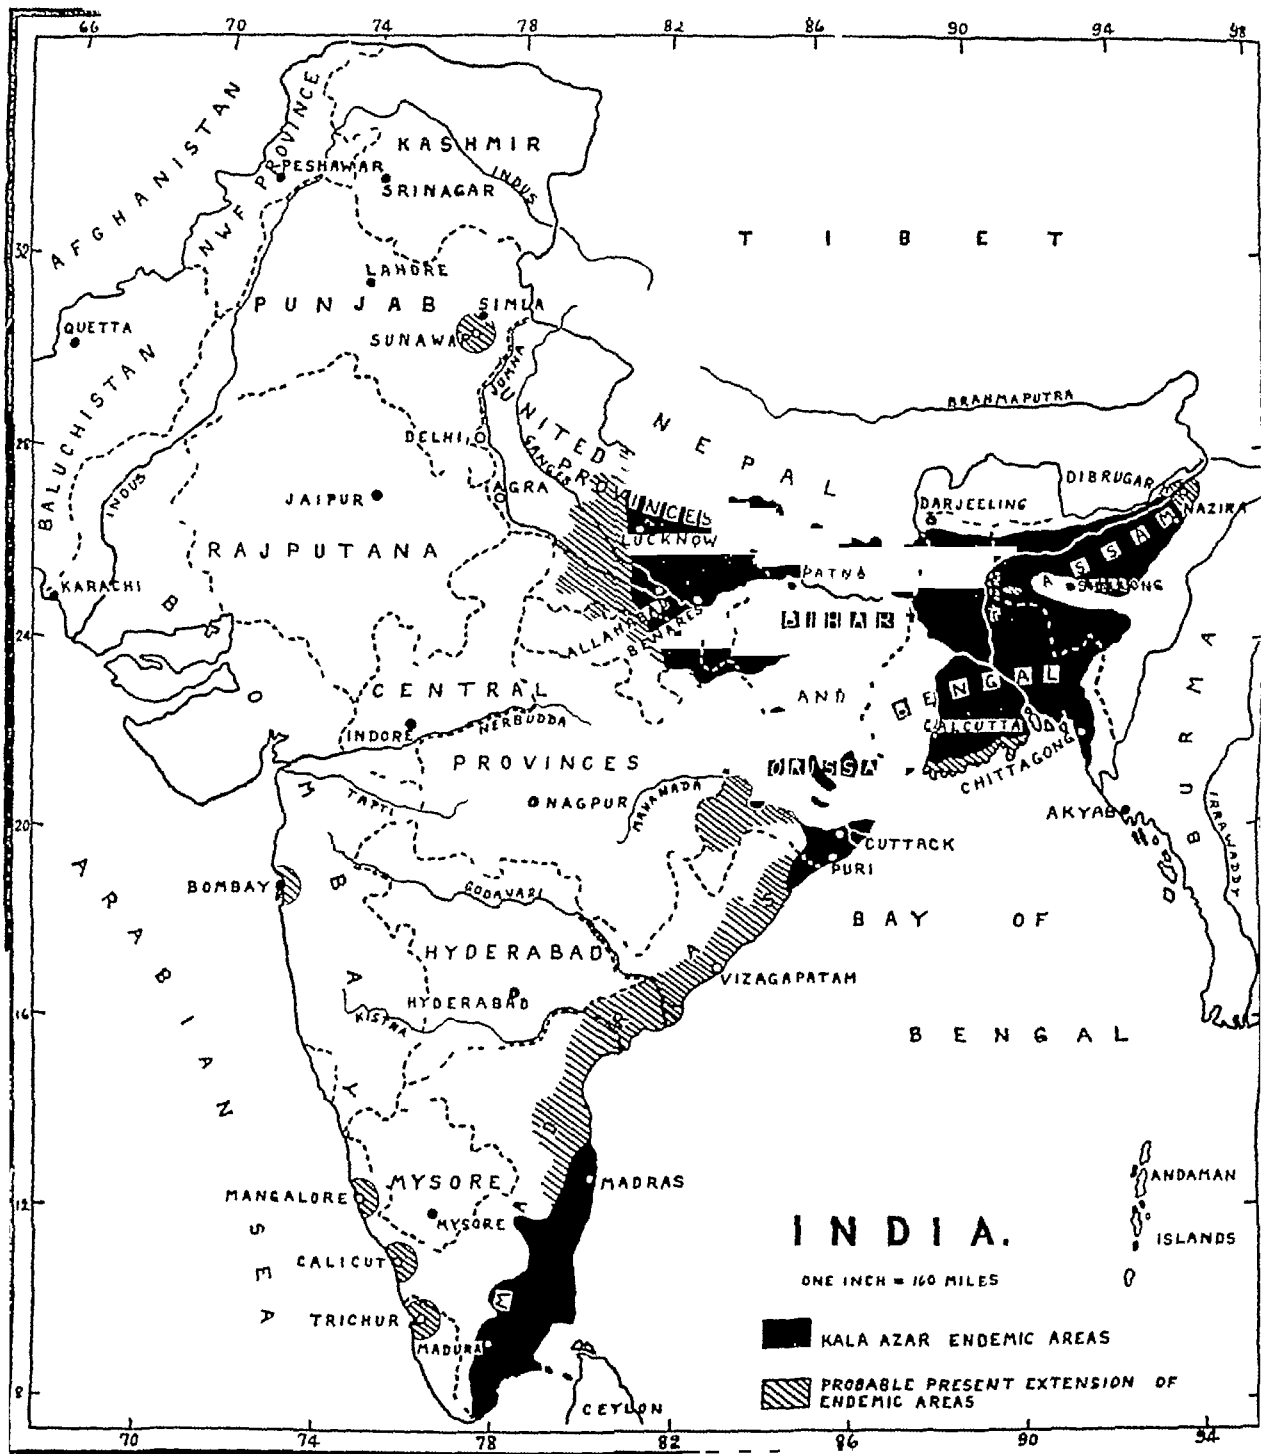 66 70 74 78 82 86 90 94 98
AFGHANISTAN
NWF PROVINCE
KASHMIR
PESHAWAR
SRINAGAR
INDUS
TIBET
32
LAHORE
PUNJAB
SIMLA
SUNAWAR
QUETTA
BALUCHISTAN
JUMNA
UNITED
PROVINCES
NEPAL
BRAHMAPUTRA
28
DELHI
GANGES
DIBRUGAR
NAZIRA
DARJEELING
ASSAM
INDUS
JAIPUR
AGRA
RAJPUTANA
LUCKNOW
PATNA
SHILLONG
KARACHI
BIHAR
ALLAHABAD
BENARES
24
BOMBAY
CENTRAL
AND
BENGAL
BURMA
INDORE
NERBUDDA
CALCUTTA
PROVINCES
ORISSA
CHITTAGONG
TAPTI
NAGPUR
MAHANADA
AKYAB
IRRAWADDY
20
CUTTACK
PURI
BOMBAY
GODAVARI
ARABIAN
SEA
BAY OF
HYDERABAD
VIZAGAPATAM
HYDERABAD
KISTNA
16
BENGAL
MADRAS
MYSORE
MADRAS
ANDAMAN
12
MANGALORE
MYSORE
ISLANDS
INDIA.
CALICUT
ONE INCH = 160 MILES
TRICHUR
KALA AZAR ENDEMIC AREAS
MADURA
8
PROBABLE PRESENT EXTENSION OF
ENDEMIC AREAS
CEYLON
70 74 78 82 86 90 94